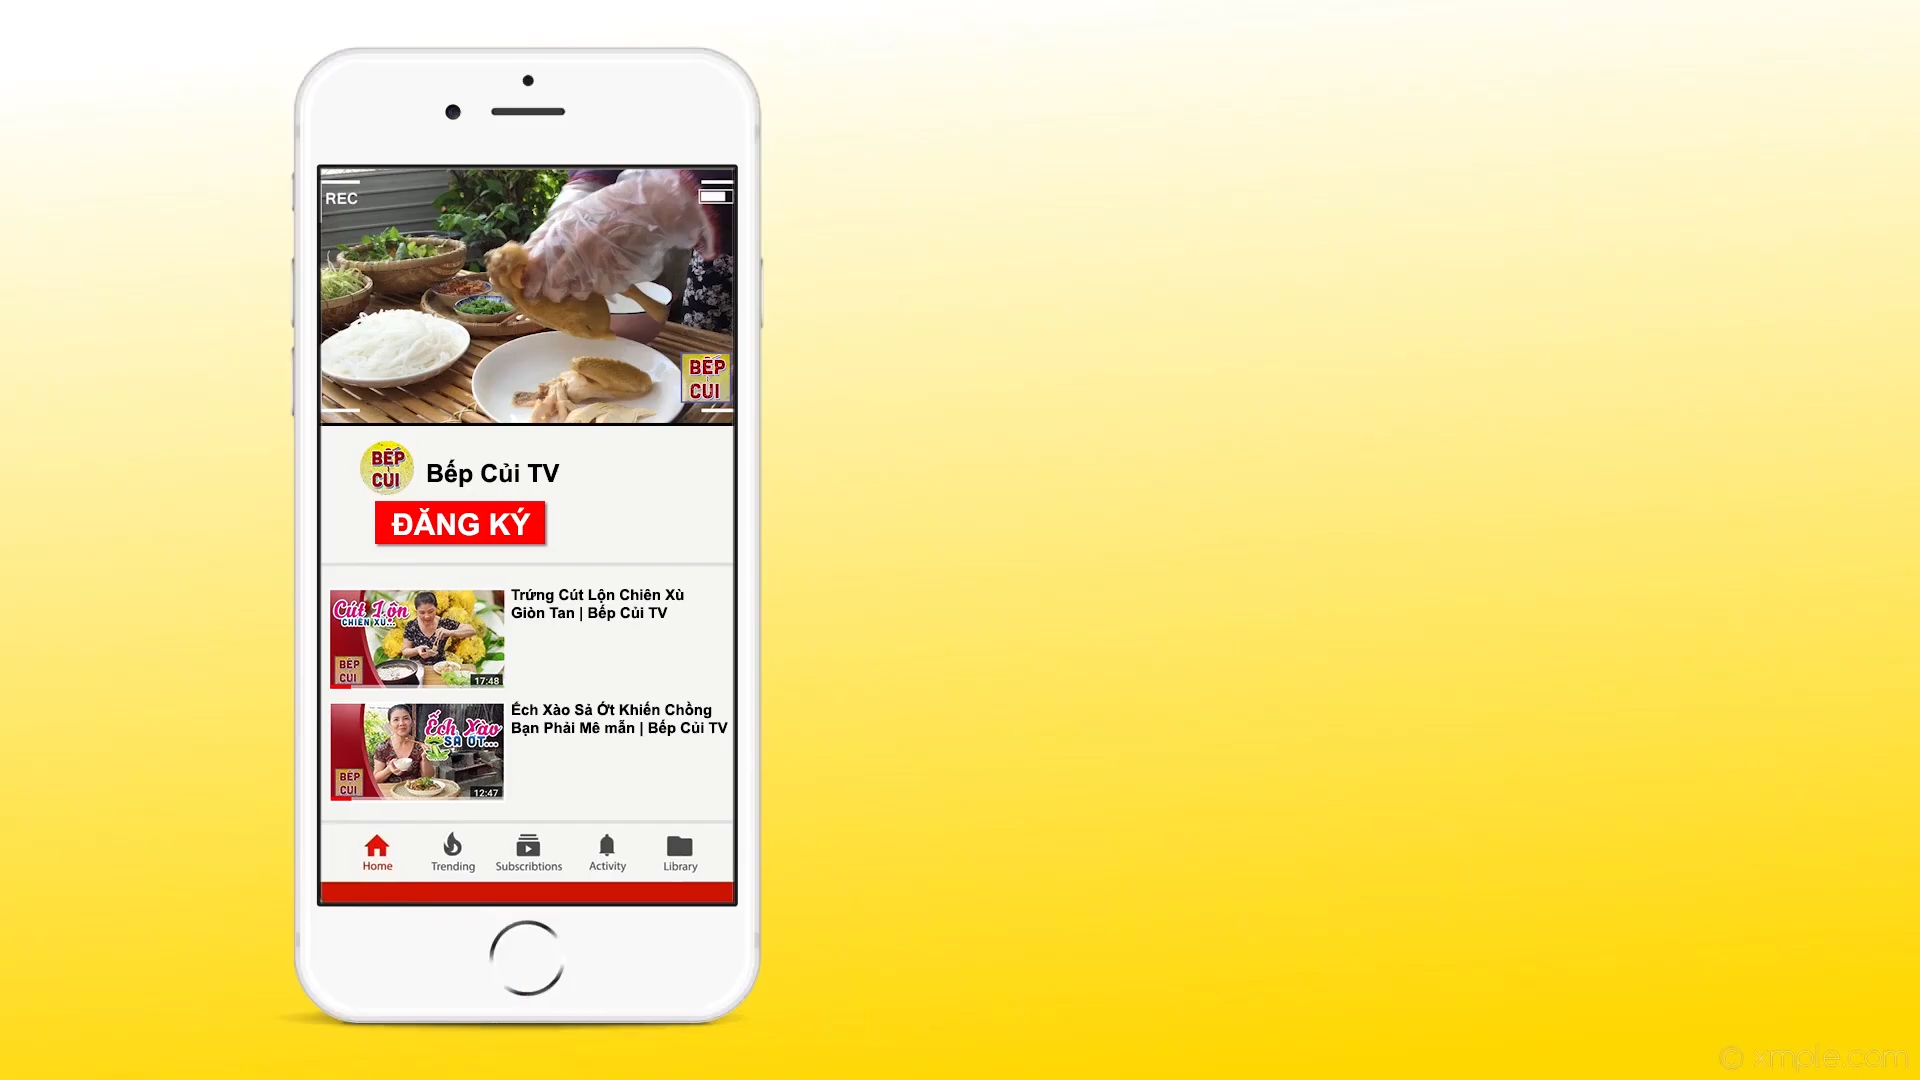 REC
BẾP
CỦI
BẾP
CỦI
Bếp Củi TV
ĐĂNG KÝ
Cút Lộn
CHIÊN XÙ...
BẾP
CỦI
17:48
Trứng Cút Lộn Chiên Xù
Giòn Tan | Bếp Củi TV
Ếch Xào
SẢ ỚT...
BẾP
CỦI
12:47
Ếch Xào Sả Ớt Khiến Chồng
Bạn Phải Mê mẫn | Bếp Củi TV
Home
Trending
Subscribtions
Activity
Library
© xmple.com